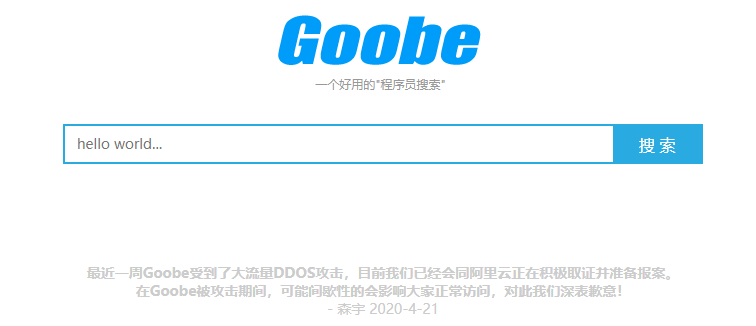 Goobe
一个好用的"程序员搜索"
hello world...
搜 索
最近一周Goobe受到了大流量DDOS攻击，目前我们已经会同阿里云正在积极取证并准备报案。
在Goobe被攻击期间，可能间歇性的会影响大家正常访问，对此我们深表歉意！
- 森宇 2020-4-21